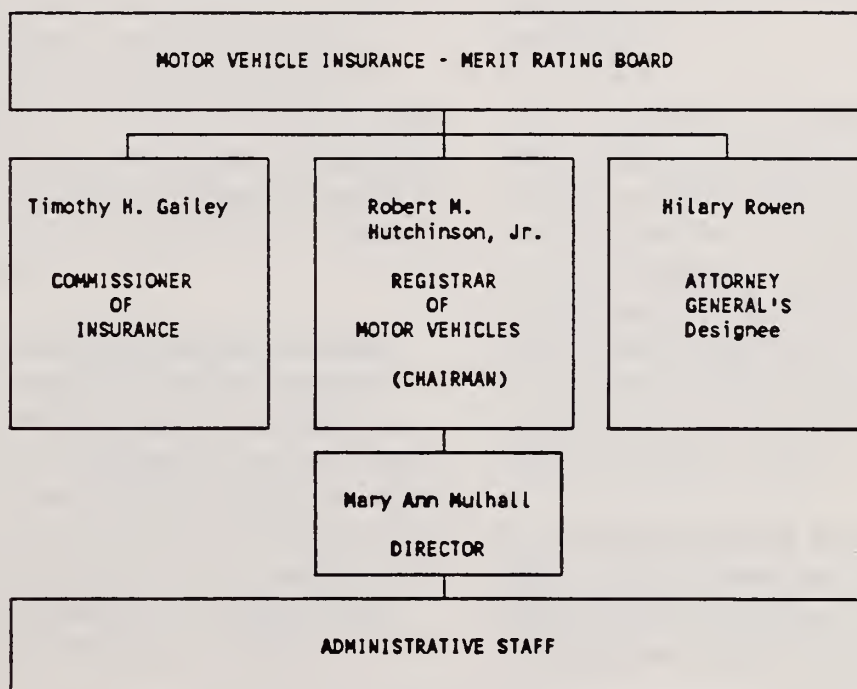 MOTOR VEHICLE INSURANCE - MERIT RATING BOARD
Timothy H. Gailey
COMMISSIONER
OF
INSURANCE
Robert M.
Hutchinson, Jr.
REGISTRAR
OF
MOTOR VEHICLES
(CHAIRMAN)
Hilary Rowen
ATTORNEY
GENERAL'S
Designee
Mary Ann Mulhall
DIRECTOR
ADMINISTRATIVE STAFF